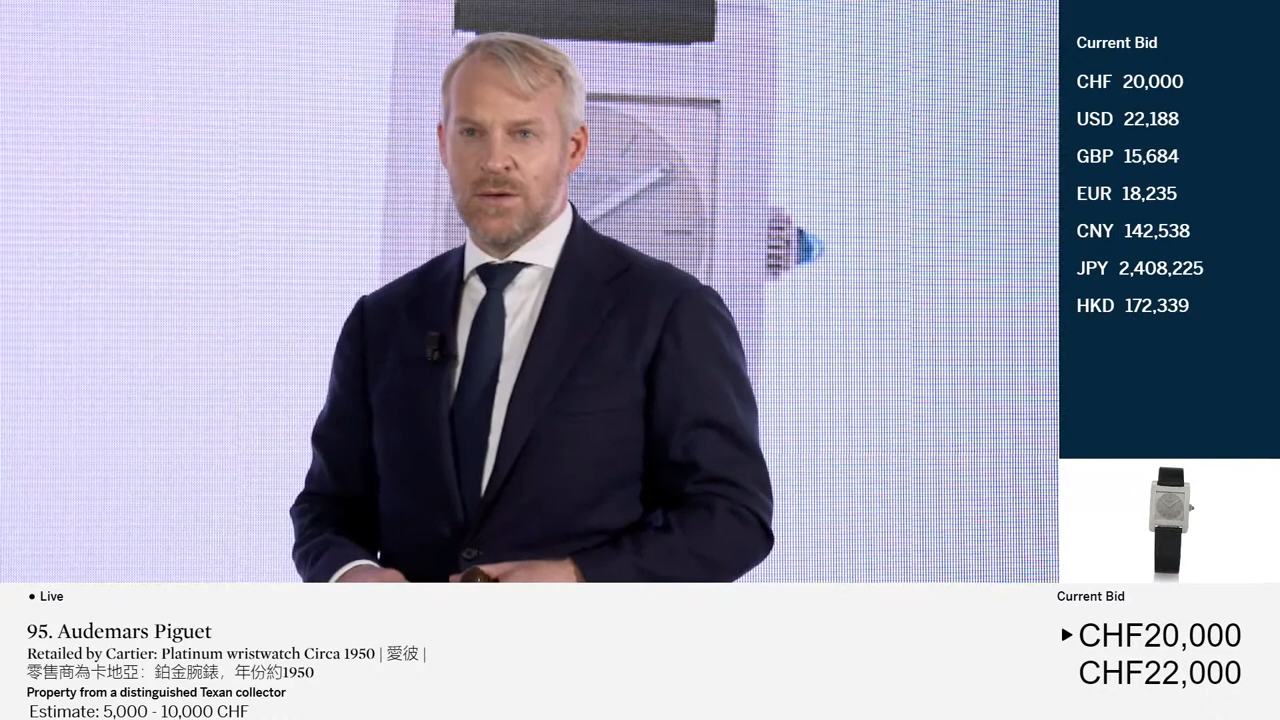 Current Bid
CHF 20,000
USD 22,188
GBP 15,684
EUR 18,235
CNY 142,538
JPY 2,408,225
HKD 172,339
• Live
95. Audemars Piguet
Retailed by Cartier: Platinum wristwatch Circa 1950 | 愛彼 |
零售商為卡地亞：鉑金腕錶，年份約1950
Property from a distinguished Texan collector
Estimate: 5,000 - 10,000 CHF
Current Bid
CHF20,000
CHF22,000